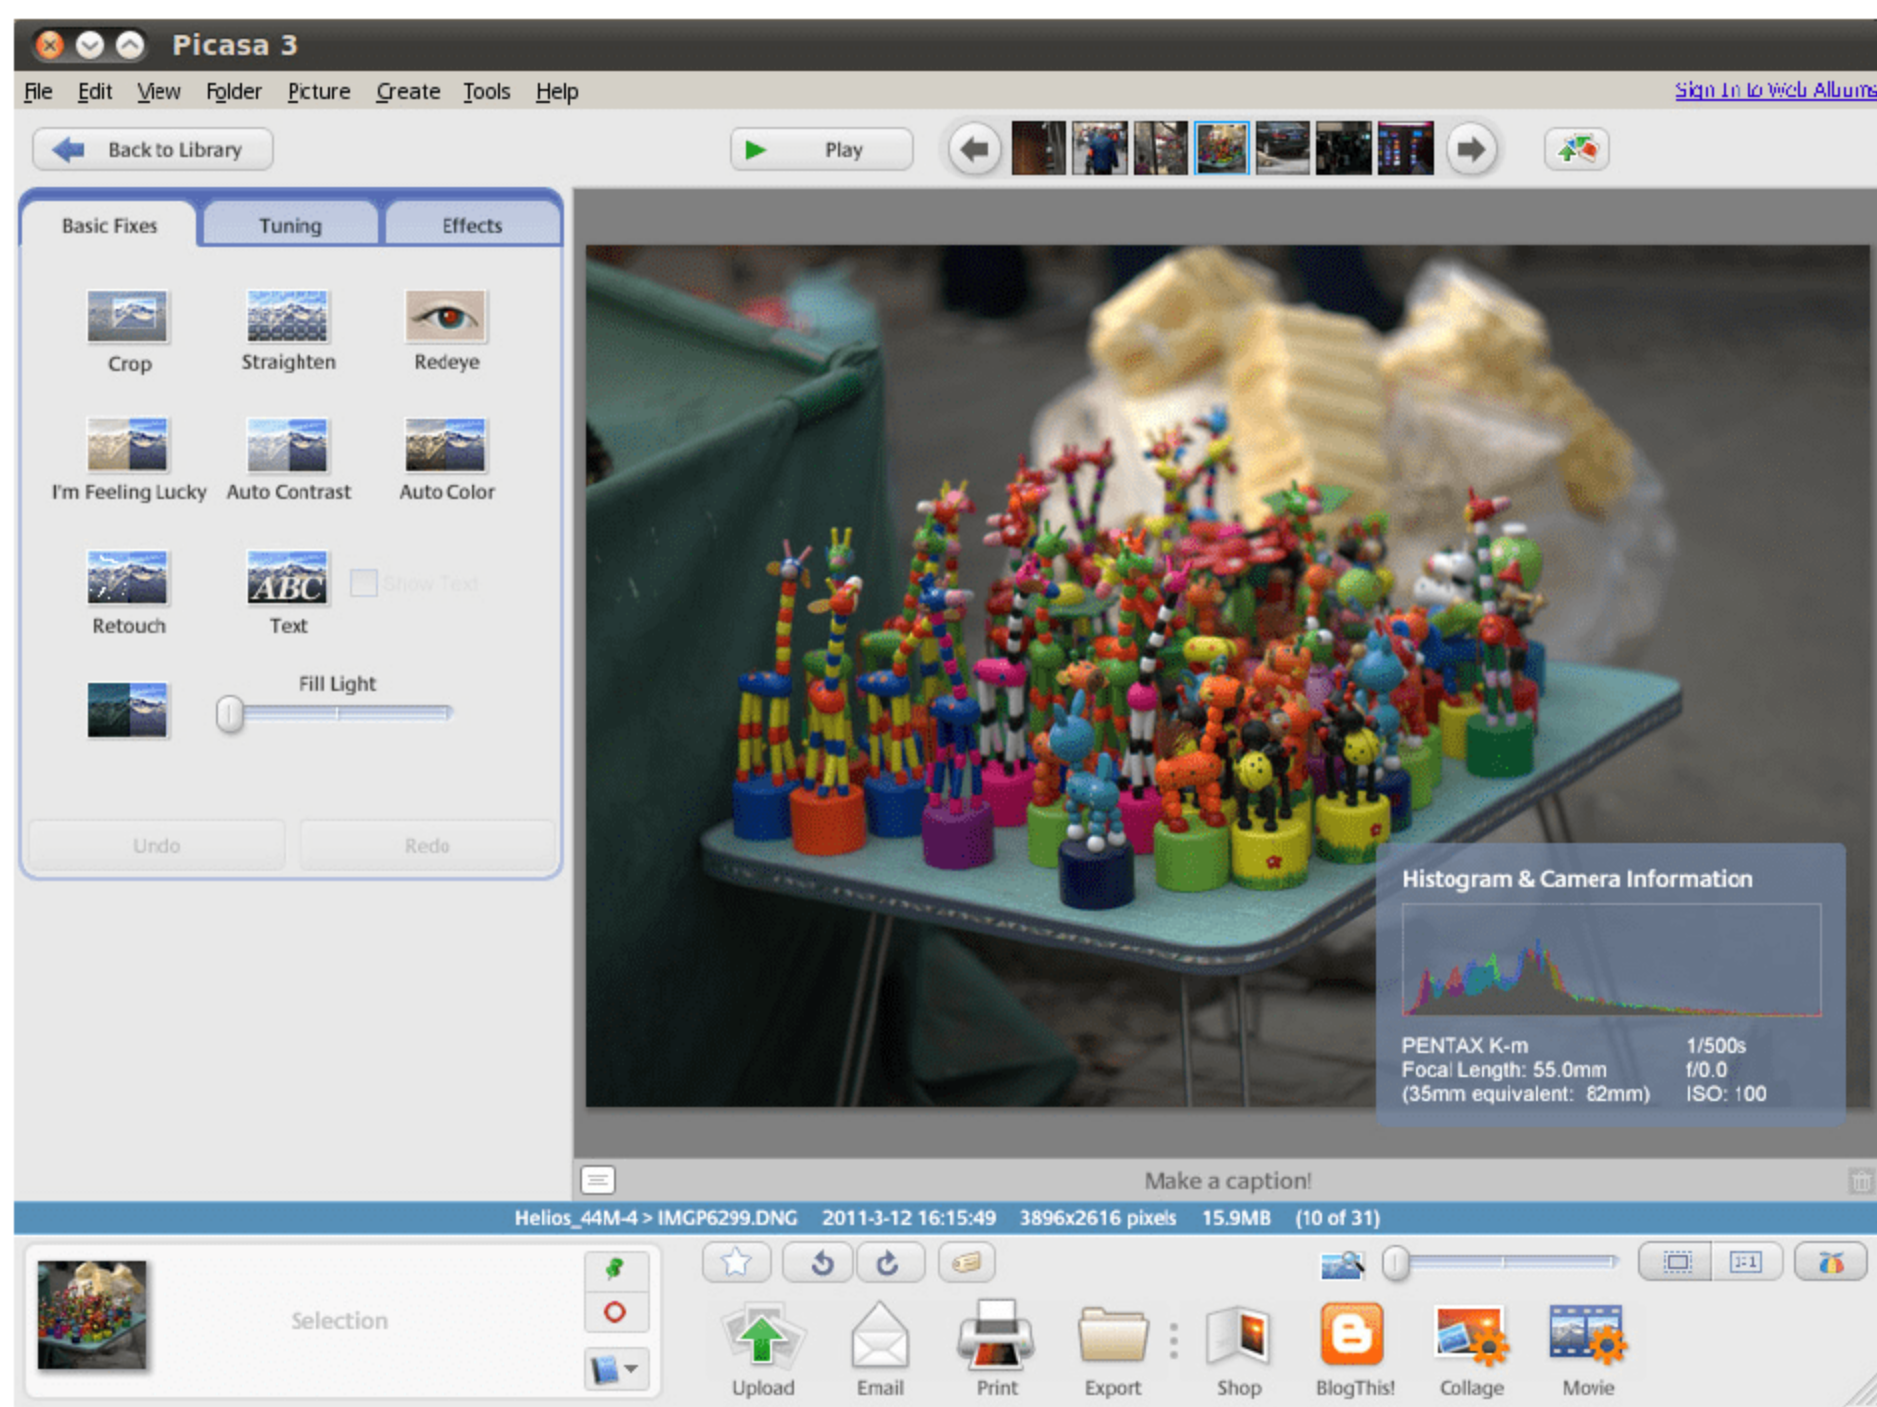 Picasa 3
File Edit View Folder Picture Create Tools Help
Sign In to Web Albums
Back to Library
Play
Basic Fixes
Tuning
Effects
Crop
Straighten
Redeye
I'm Feeling Lucky
Auto Contrast
Auto Color
Retouch
ABC
Text
Show Text
Fill Light
Undo
Redo
Histogram & Camera Information
PENTAX K-m 1/500s
Focal Length: 55.0mm f/0.0
(35mm equivalent: 82mm) ISO: 100
Make a caption!
Helios_44M-4 > IMGP6299.DNG 2011-3-12 16:15:49 3896x2616 pixels 15.9MB (10 of 31)
Selection
1:1
Upload
Email
Print
Export
Shop
BlogThis!
Collage
Movie